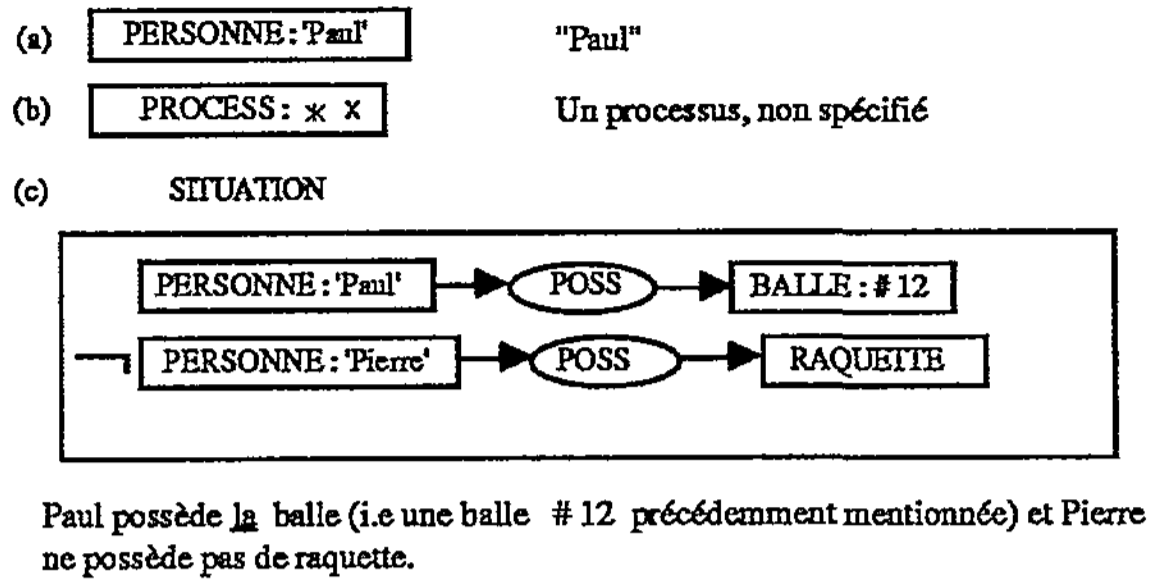 (a) PERSONNE:'Paul' "Paul"
(b) PROCESS: * x Un processus, non spécifié
(c) SITUATION
PERSONNE:'Paul' POSS BALLE:#12
¬ PERSONNE:'Pierre' POSS RAQUETTE
Paul possède la balle (i.e une balle #12 précédemment mentionnée) et Pierre
ne possède pas de raquette.